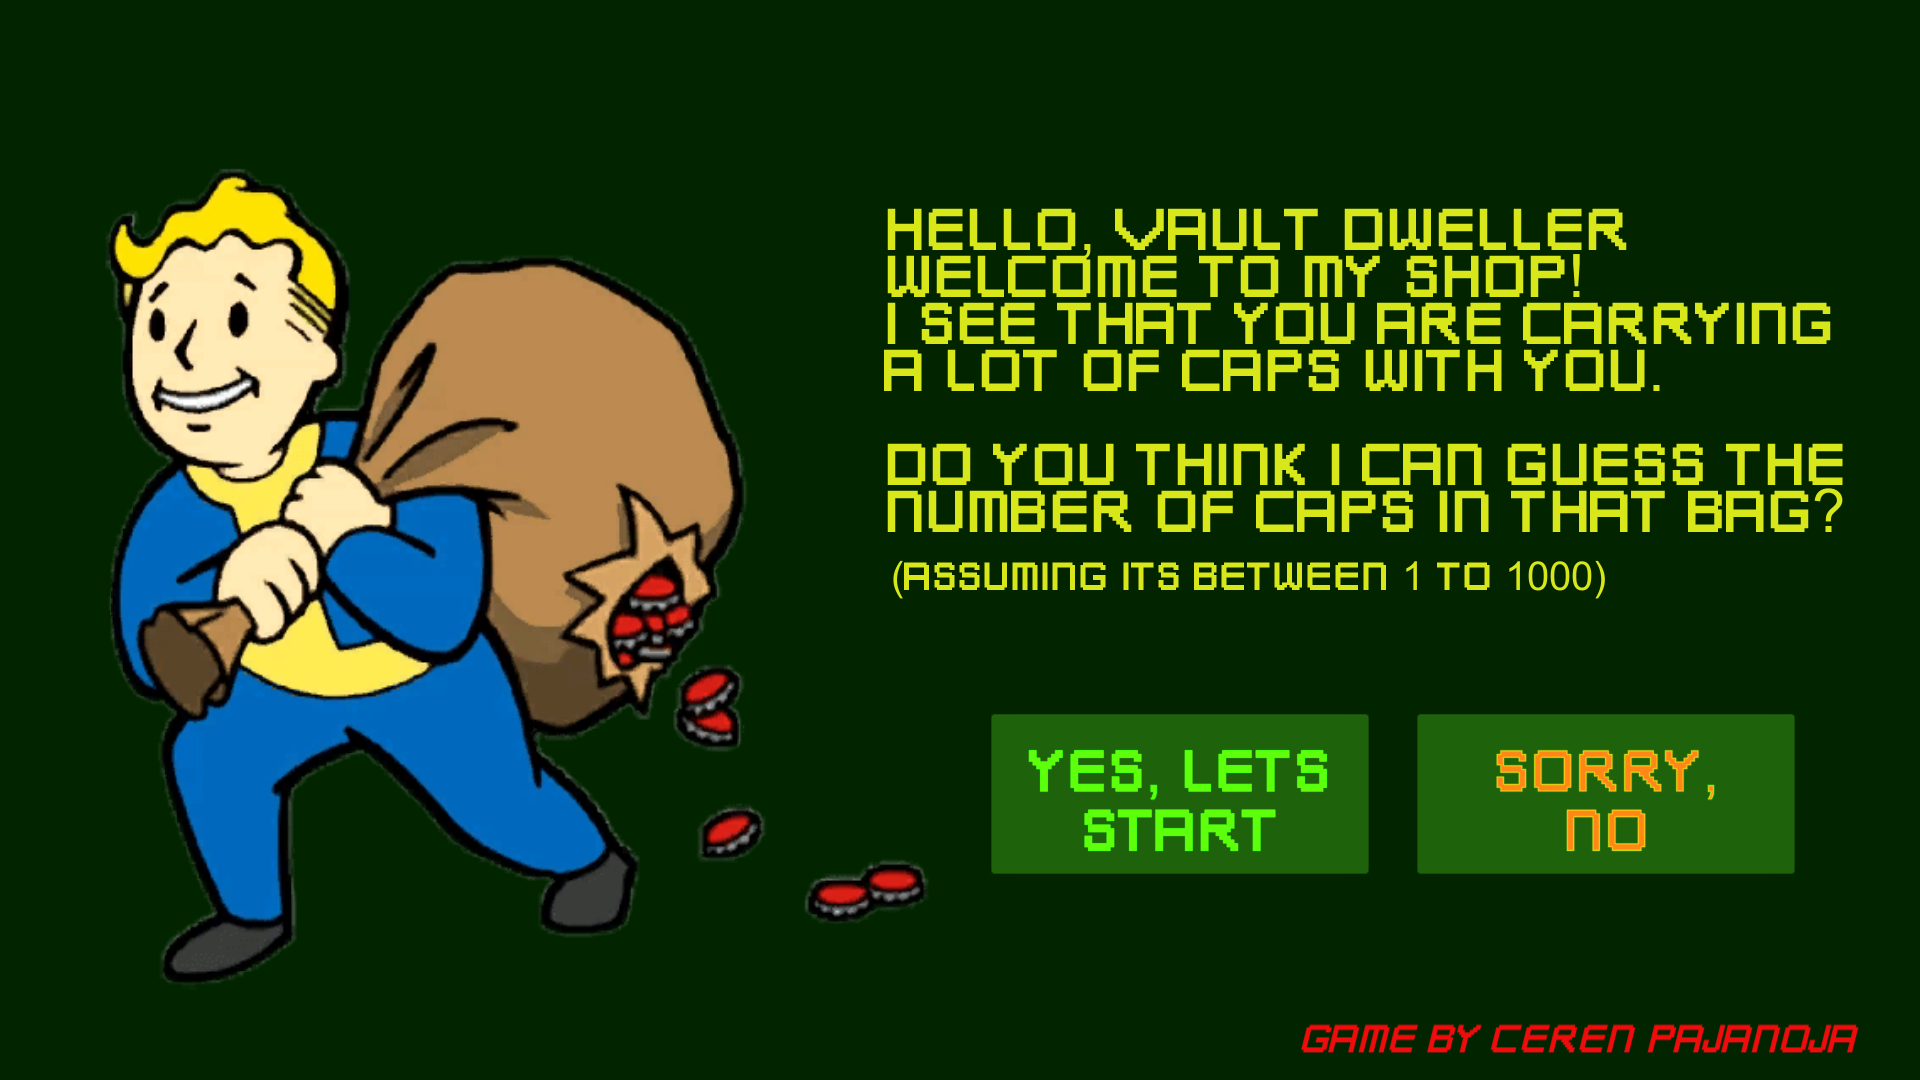 HELLO, VAULT DWELLER
WELCOME TO MY SHOP!
I SEE THAT YOU ARE CARRYING
A LOT OF CAPS WITH YOU.
DO YOU THINK I CAN GUESS THE
NUMBER OF CAPS IN THAT BAG?
(ASSUMING ITS BETWEEN 1 TO 1000)
YES, LETS
START
SORRY,
NO
GAME BY CEREN PAJANOJA